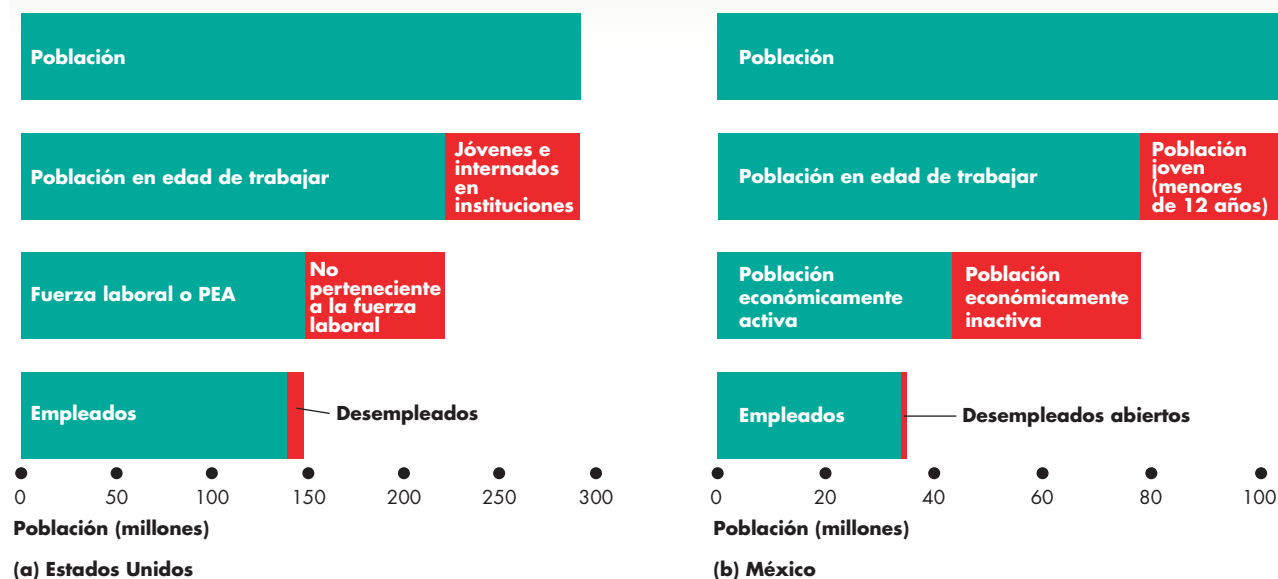 Población
Población en edad de trabajar
Jóvenes e
internados
en
instituciones
Fuerza laboral o PEA
No
perteneciente
a la fuerza
laboral
Empleados
Desempleados
0 50 100 150 200 250 300
Población (millones)
(a) Estados Unidos
Población
Población en edad de trabajar
Población
joven
(menores
de 12 años)
Población
económicamente
activa
Población
económicamente
inactiva
Empleados
Desempleados abiertos
0 20 40 60 80 100
Población (millones)
(b) México